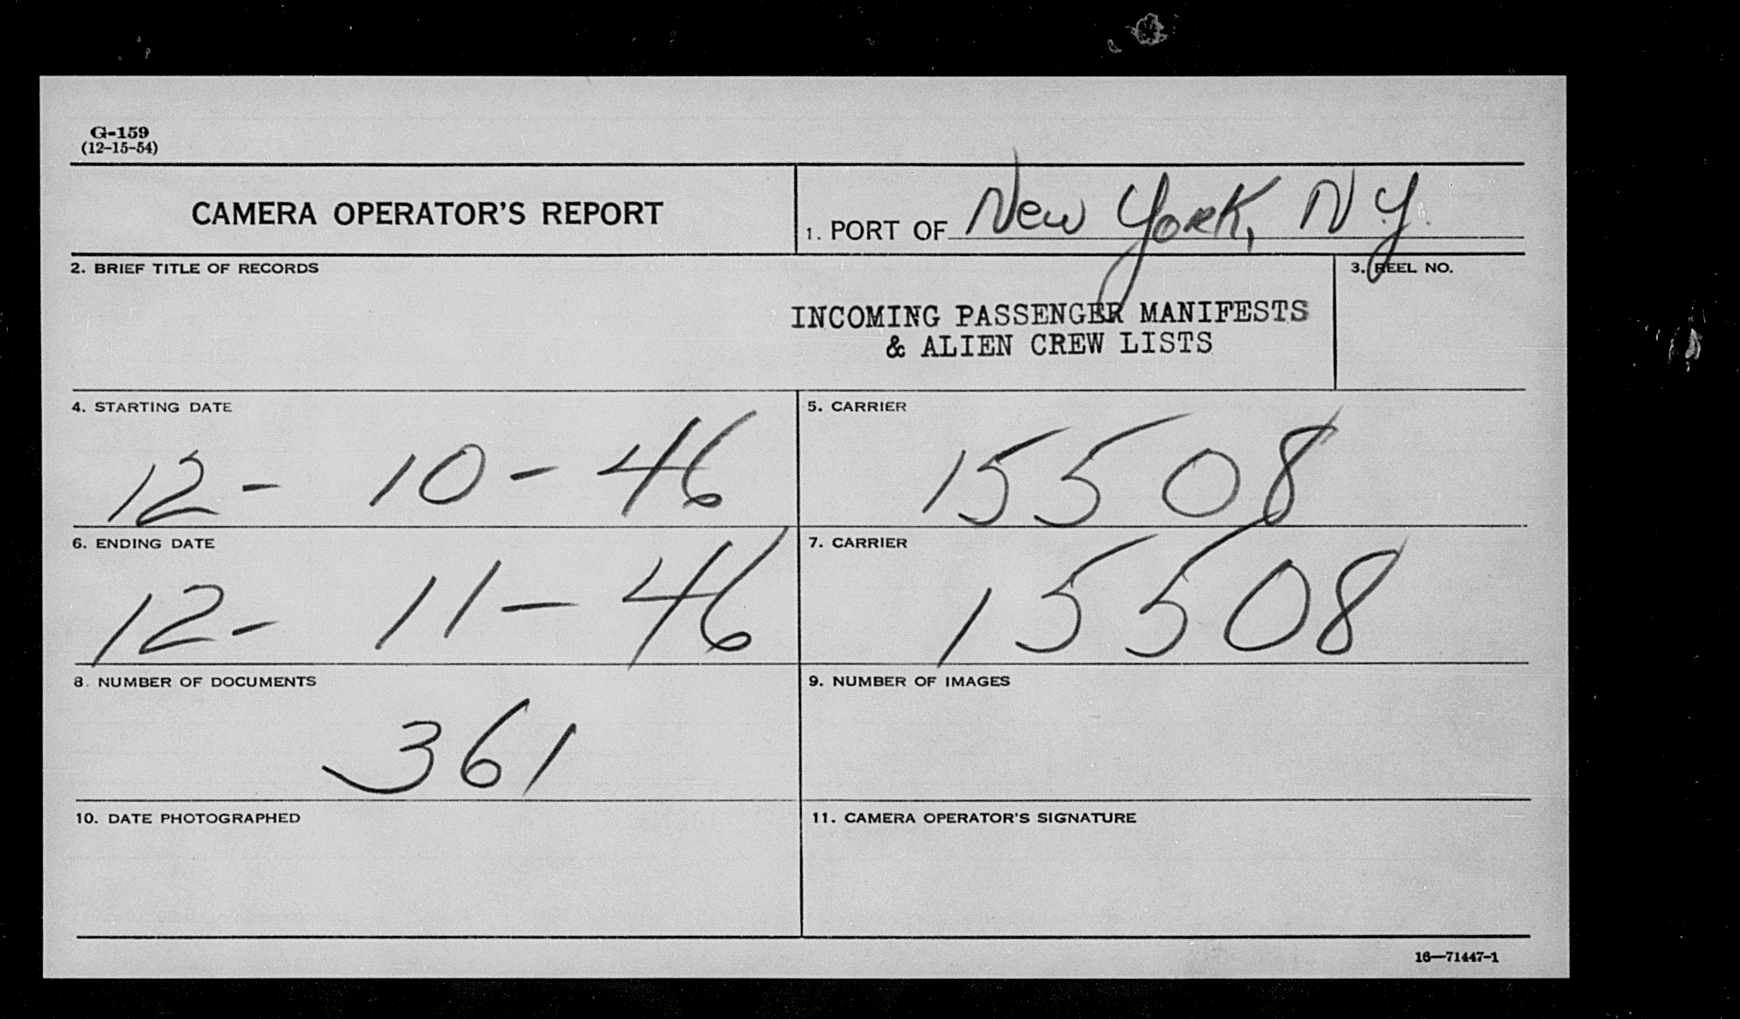 G-159
(12-15-54)
CAMERA OPERATOR'S REPORT
1. PORT OF New York, N.Y.
2. BRIEF TITLE OF RECORDS
INCOMING PASSENGER MANIFESTS
& ALIEN CREW LISTS
3. REEL NO.
4. STARTING DATE
12- 10-46
5. CARRIER
15508
6. ENDING DATE
12- 11-46
7. CARRIER
15508
8. NUMBER OF DOCUMENTS
361
9. NUMBER OF IMAGES
10. DATE PHOTOGRAPHED
11. CAMERA OPERATOR'S SIGNATURE
16—71447-1